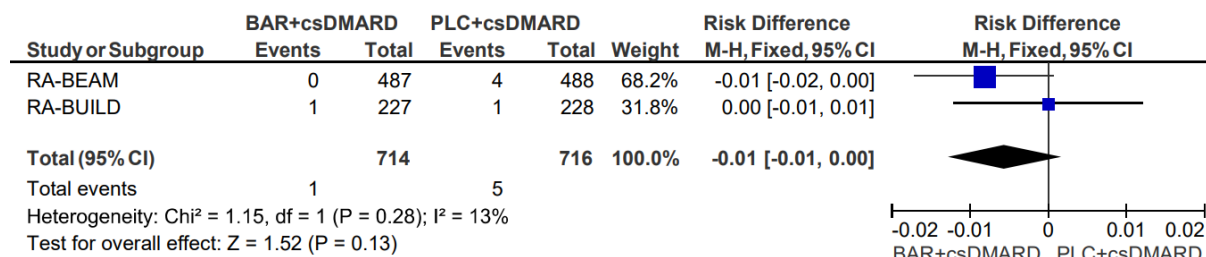 BAR+csDMARD PLC+csDMARD Risk Difference Risk Difference
Study or Subgroup Events Total Events Total Weight M-H, Fixed, 95% CI M-H, Fixed, 95% CI
RA-BEAM 0 487 4 488 68.2% -0.01 [-0.02, 0.00]
RA-BUILD 1 227 1 228 31.8% 0.00 [-0.01, 0.01]
Total (95% CI) 714 716 100.0% -0.01 [-0.01, 0.00]
Total events 1 5
Heterogeneity: Chi² = 1.15, df = 1 (P = 0.28); I² = 13%
Test for overall effect: Z = 1.52 (P = 0.13)
-0.02 -0.01 0 0.01 0.02
BAR+csDMARD PLC+csDMARD